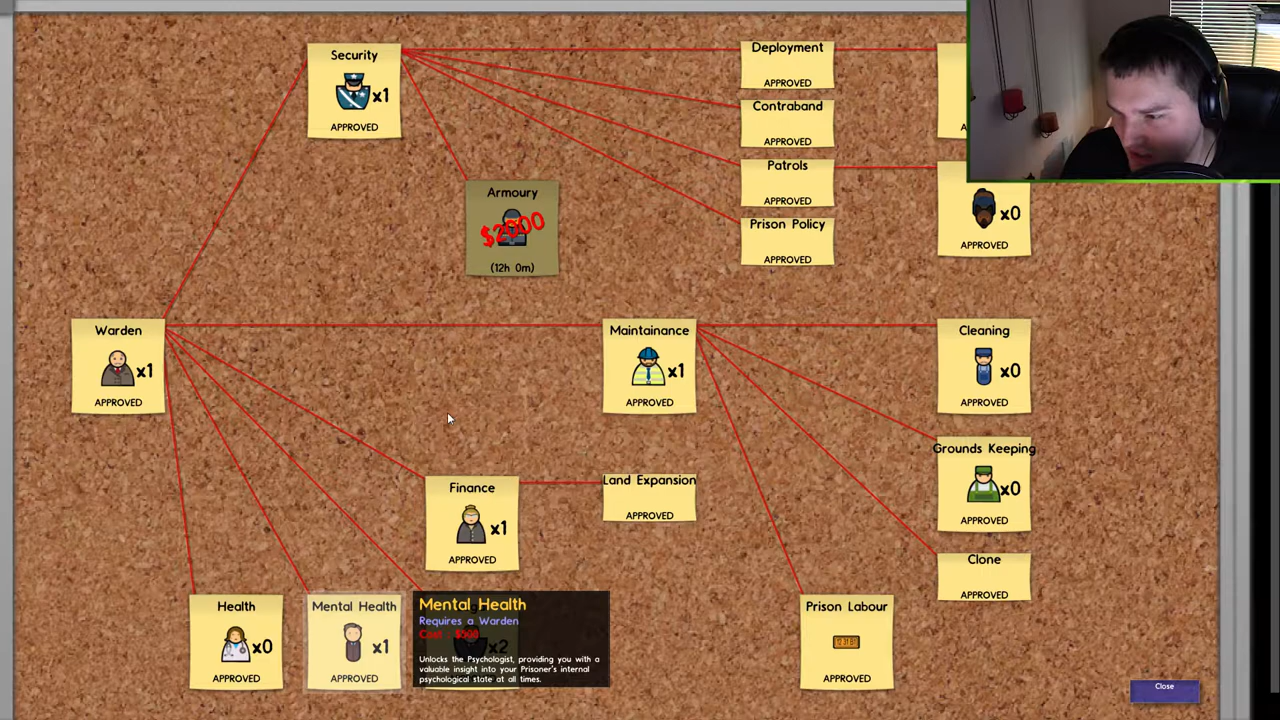 Security
x1
APPROVED
Deployment
APPROVED
Contraband
APPROVED
Patrols
APPROVED
Prison Policy
APPROVED
x0
APPROVED
Armoury
$2000
(12h 0m)
Warden
x1
APPROVED
Maintainance
x1
APPROVED
Cleaning
x0
APPROVED
Grounds Keeping
x0
APPROVED
Finance
x1
APPROVED
Land Expansion
APPROVED
Clone
APPROVED
Health
x0
APPROVED
Mental Health
x1
APPROVED
Mental Health
Requires a Warden
Cost : $500
x2
Unlocks the Psychologist, providing you with a
valuable insight into your Prisoner's internal
psychological state at all times.
Prison Labour
APPROVED
Close